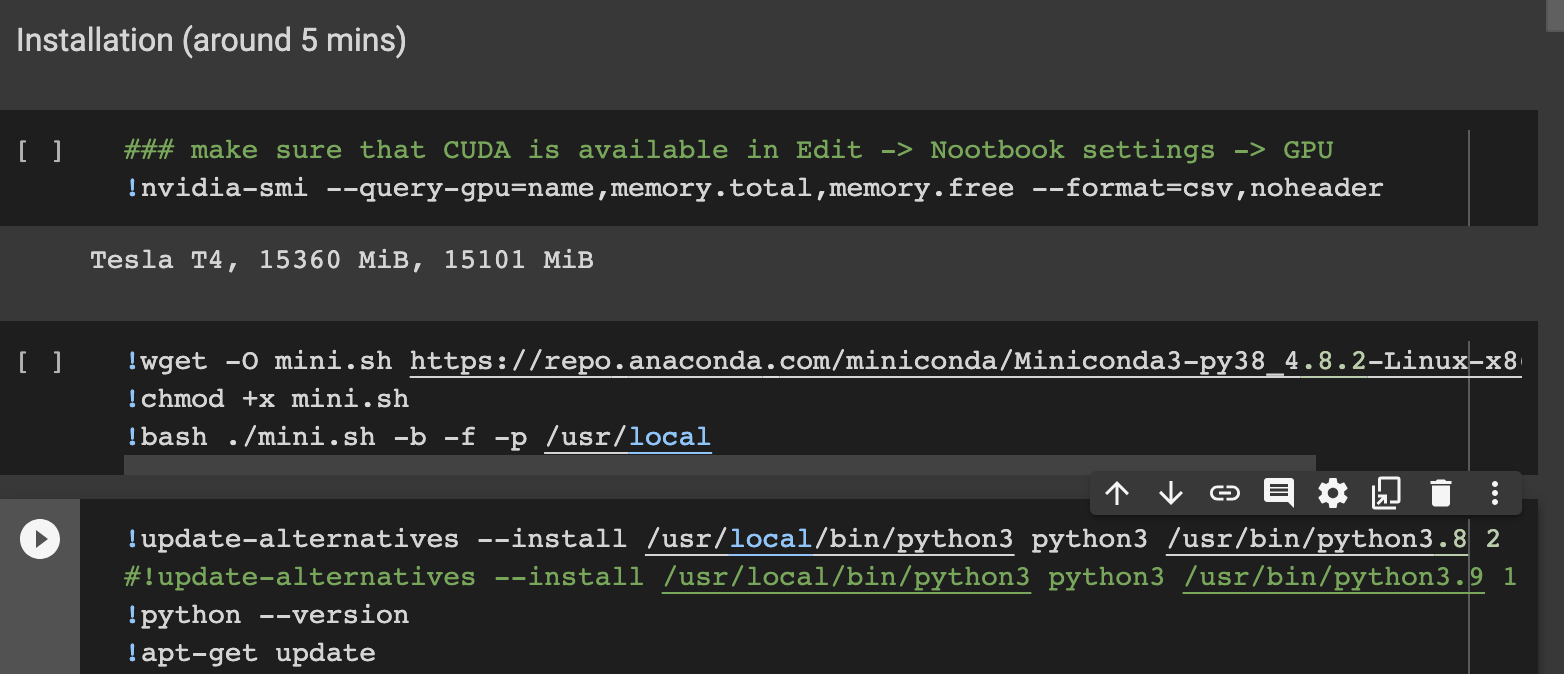 Installation (around 5 mins)
[ ] ### make sure that CUDA is available in Edit -> Nootbook settings -> GPU
!nvidia-smi --query-gpu=name,memory.total,memory.free --format=csv,noheader
Tesla T4, 15360 MiB, 15101 MiB
[ ] !wget -O mini.sh https://repo.anaconda.com/miniconda/Miniconda3-py38_4.8.2-Linux-x8
!chmod +x mini.sh
!bash ./mini.sh -b -f -p /usr/local
!update-alternatives --install /usr/local/bin/python3 python3 /usr/bin/python3.8 2
#!update-alternatives --install /usr/local/bin/python3 python3 /usr/bin/python3.9 1
!python --version
!apt-get update